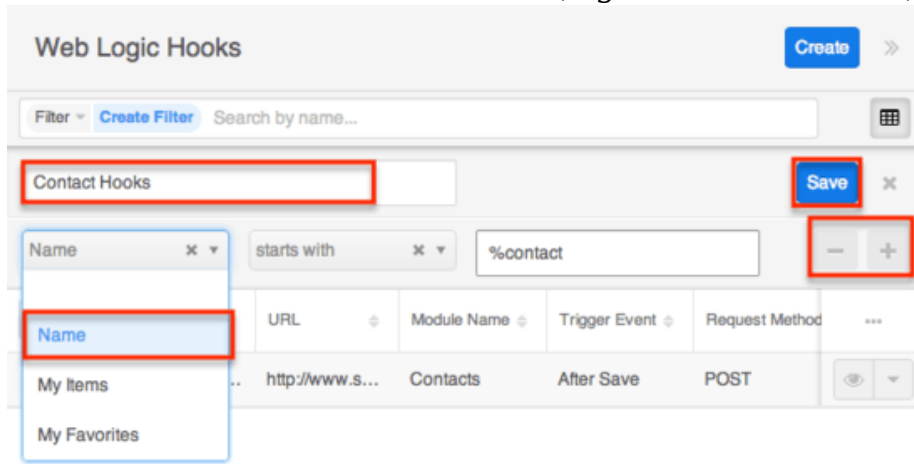 Web Logic Hooks Create
Filter Create Filter Search by name...
Contact Hooks Save
Name starts with %contact
URL Module Name Trigger Event Request Method
Name
.. http://www.s... Contacts After Save POST
My Items
My Favorites